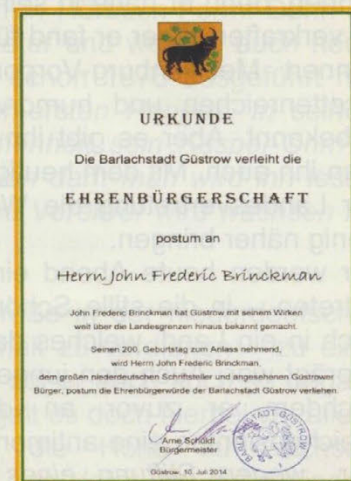 URKUNDE
Die Barlachstadt Güstrow verleiht die
EHRENBÜRGERSCHAFT
postum an
Herrn John Frederic Brinckman
John Frederic Brinckman hat Güstrow mit seinem Wirken
weit über die Landesgrenzen hinaus bekannt gemacht.
Seinen 200. Geburtstag zum Anlass nehmend,
wird Herrn John Frederic Brinckman,
dem großen niederdeutschen Schriftsteller und angesehenen Güstrower
Bürger, postum die Ehrenbürgerwürde der Barlachstadt Güstrow verliehen.
Arne Schuldt
Bürgermeister
BARLACHSTADT GÜSTROW
Güstrow, 10. Juli 2014